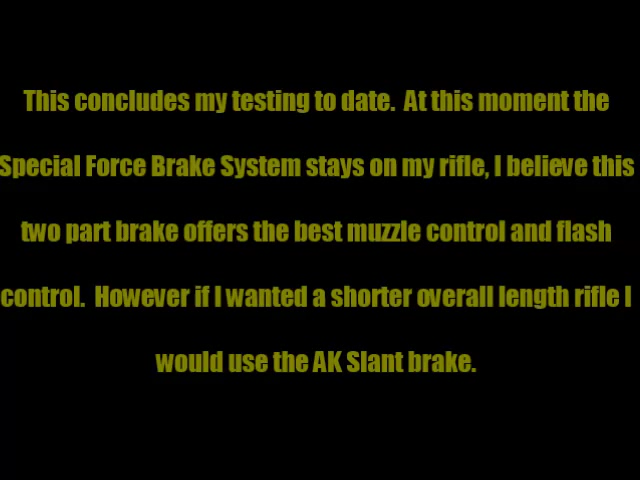 This concludes my testing to date.  At this moment the
Special Force Brake System stays on my rifle, I believe this
two part brake offers the best muzzle control and flash
control.  However if I wanted a shorter overall length rifle I
would use the AK Slant brake.